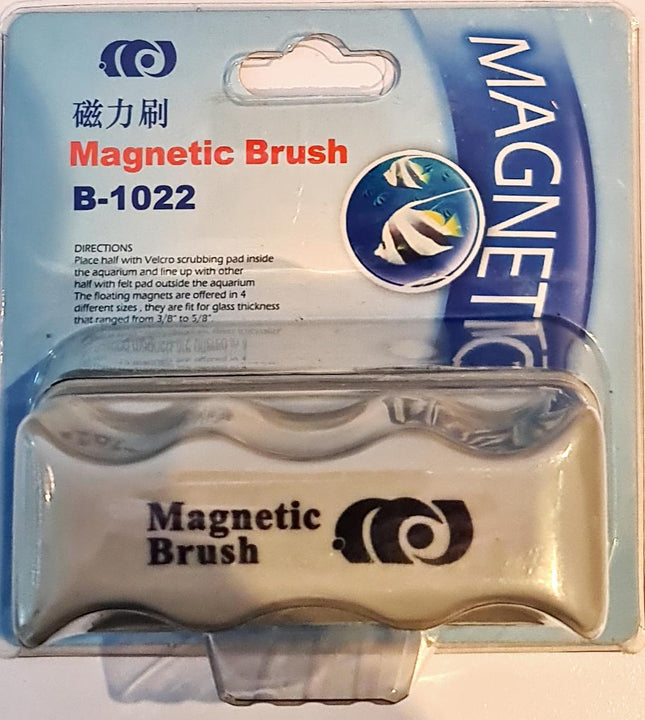 磁力刷
Magnetic Brush
B-1022
DIRECTIONS
Place half with Velcro scrubbing pad inside
the aquarium and line up with other
half with felt pad outside the aquarium
The floating magnets are offered in 4
different sizes , they are fit for glass thickness
that ranged from 3/8" to 5/8".
MAGNETIC
Magnetic
Brush